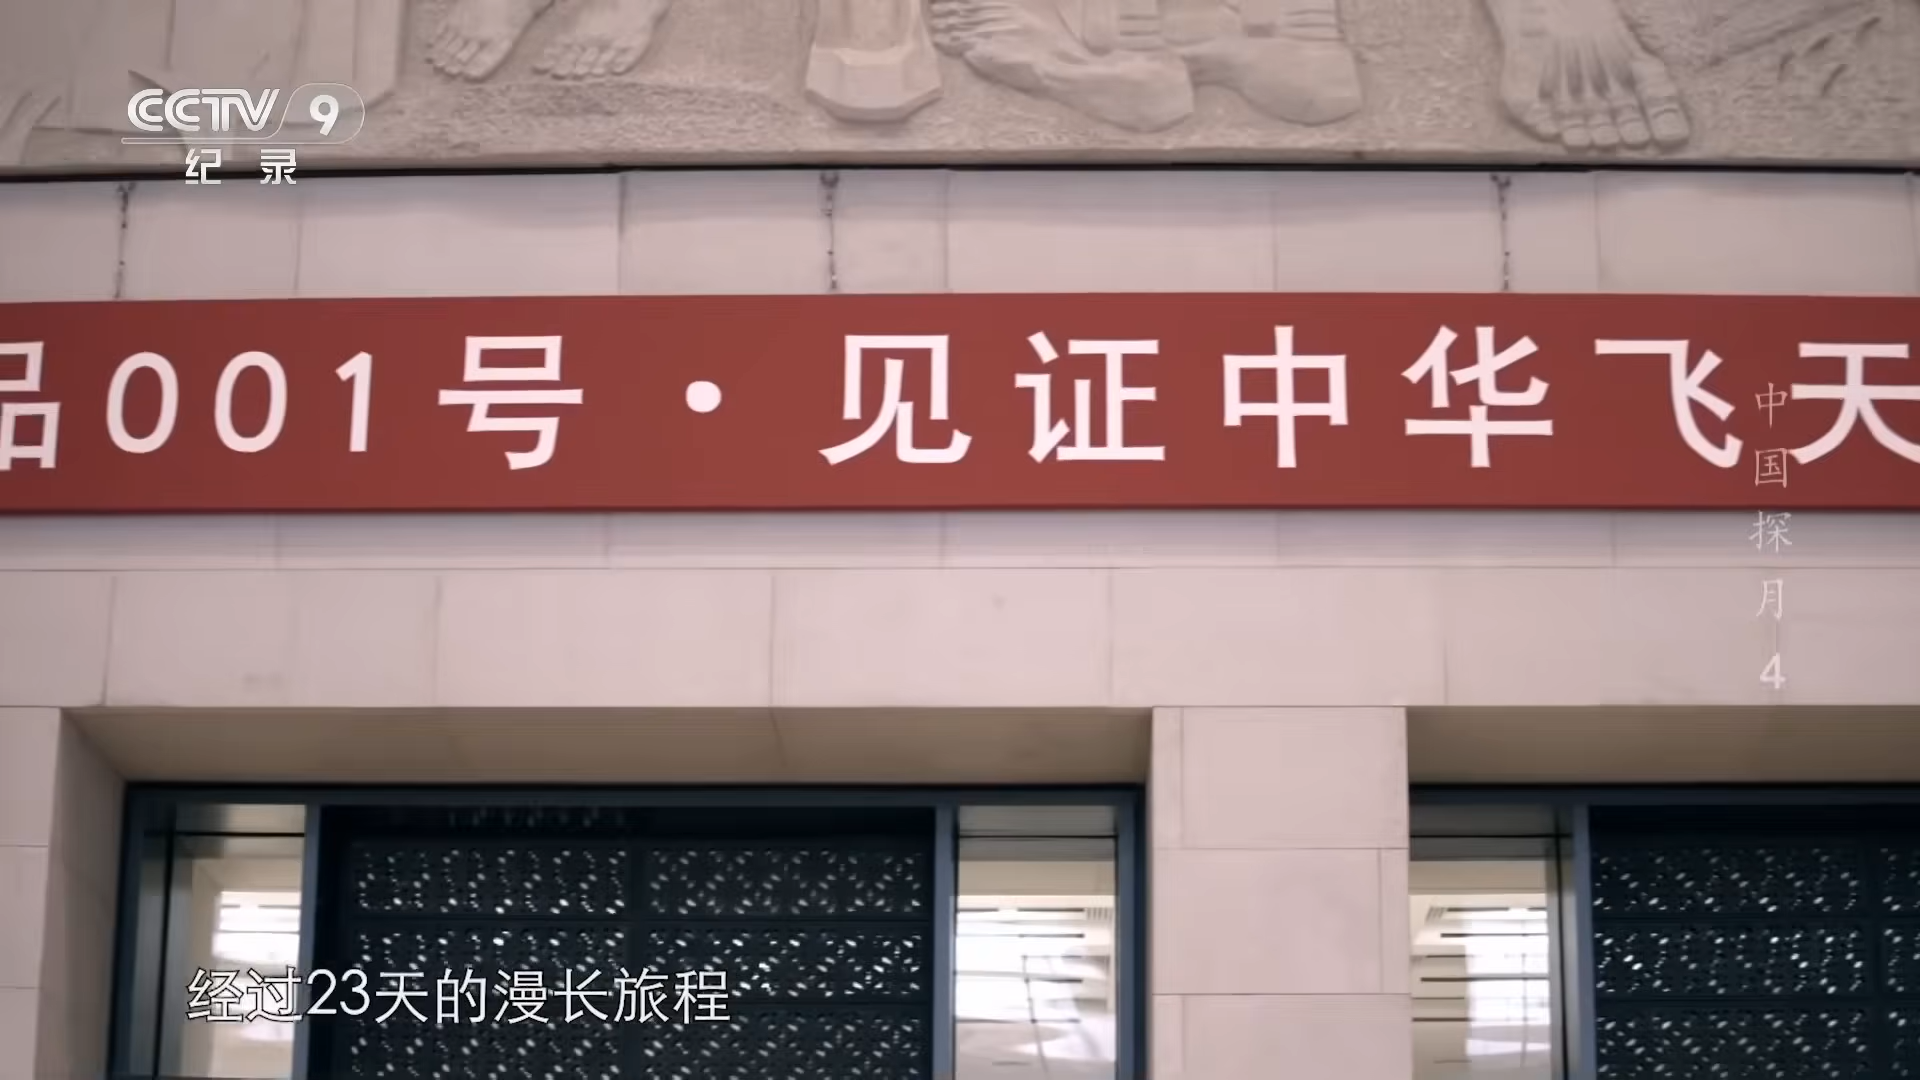 CCTV 9
纪录
品001号·见证中华飞天
中国探月 4
经过23天的漫长旅程